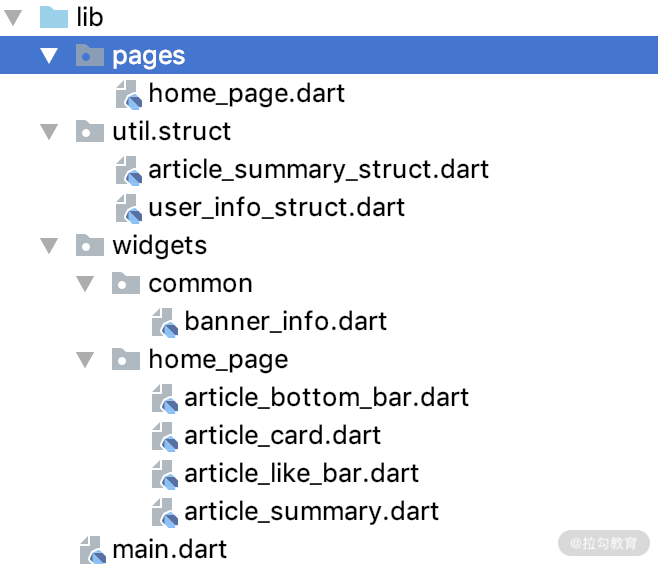 lib
pages
home_page.dart
util.struct
article_summary_struct.dart
user_info_struct.dart
widgets
common
banner_info.dart
home_page
article_bottom_bar.dart
article_card.dart
article_like_bar.dart
article_summary.dart
main.dart
@拉勾教育